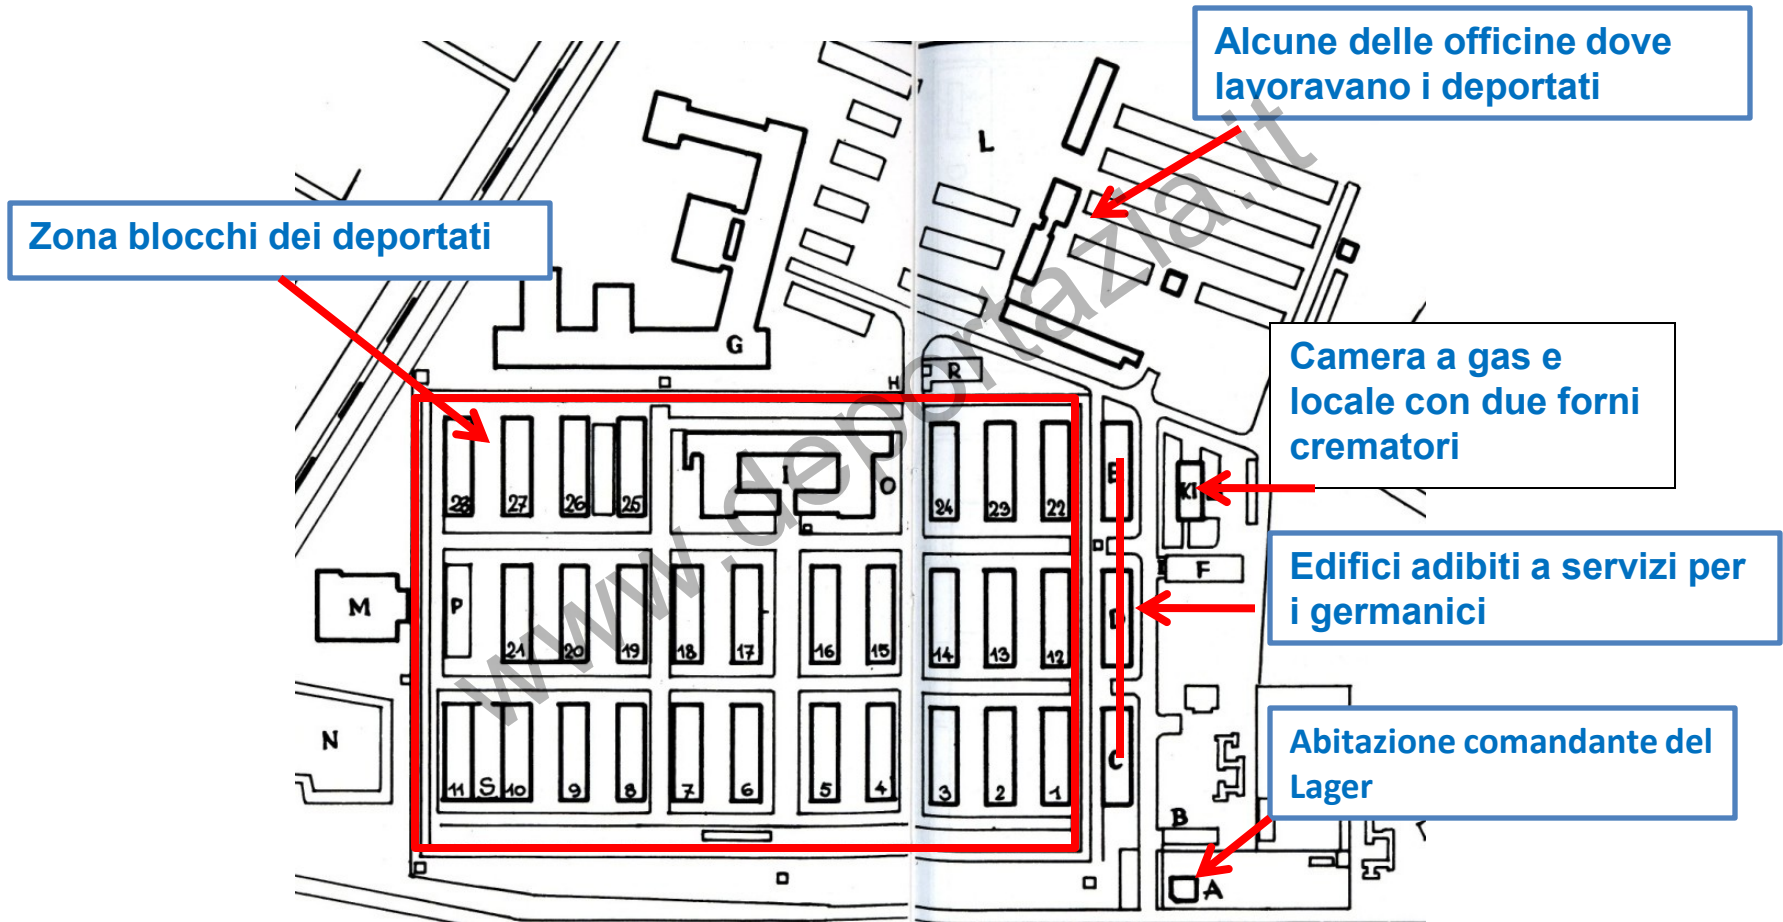 Alcune delle officine dove
lavoravano i deportati
L
Zona blocchi dei deportati
G
H
R
Camera a gas e
locale con due forni
crematori
28
27
26
25
I
O
24
23
22
E
K1
Edifici adibiti a servizi per
i germanici
M
P
21
20
19
18
17
16
15
14
13
12
D
F
N
11
S
10
9
8
7
6
5
4
3
2
1
C
B
Abitazione comandante del
Lager
A
www.deportazia.it